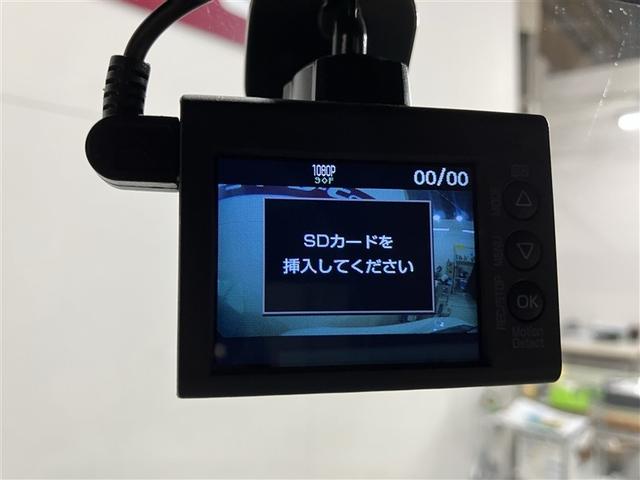 1080P
00/00
SDカードを
挿入してください
MODE
MENU
REC/STOP
OK
Motion
Detect